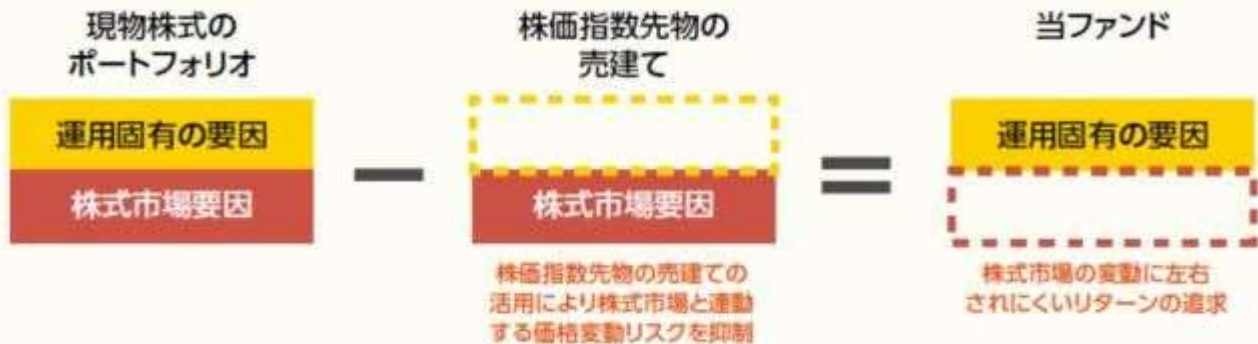 現物株式の
ポートフォリオ
株価指数先物の
売建て
当ファンド
運用固有の要因
運用固有の要因
株式市場要因
株式市場要因
株価指数先物の売建ての
活用により株式市場と連動
する価格変動リスクを抑制
株式市場の変動に左右
されにくいリターンの追求